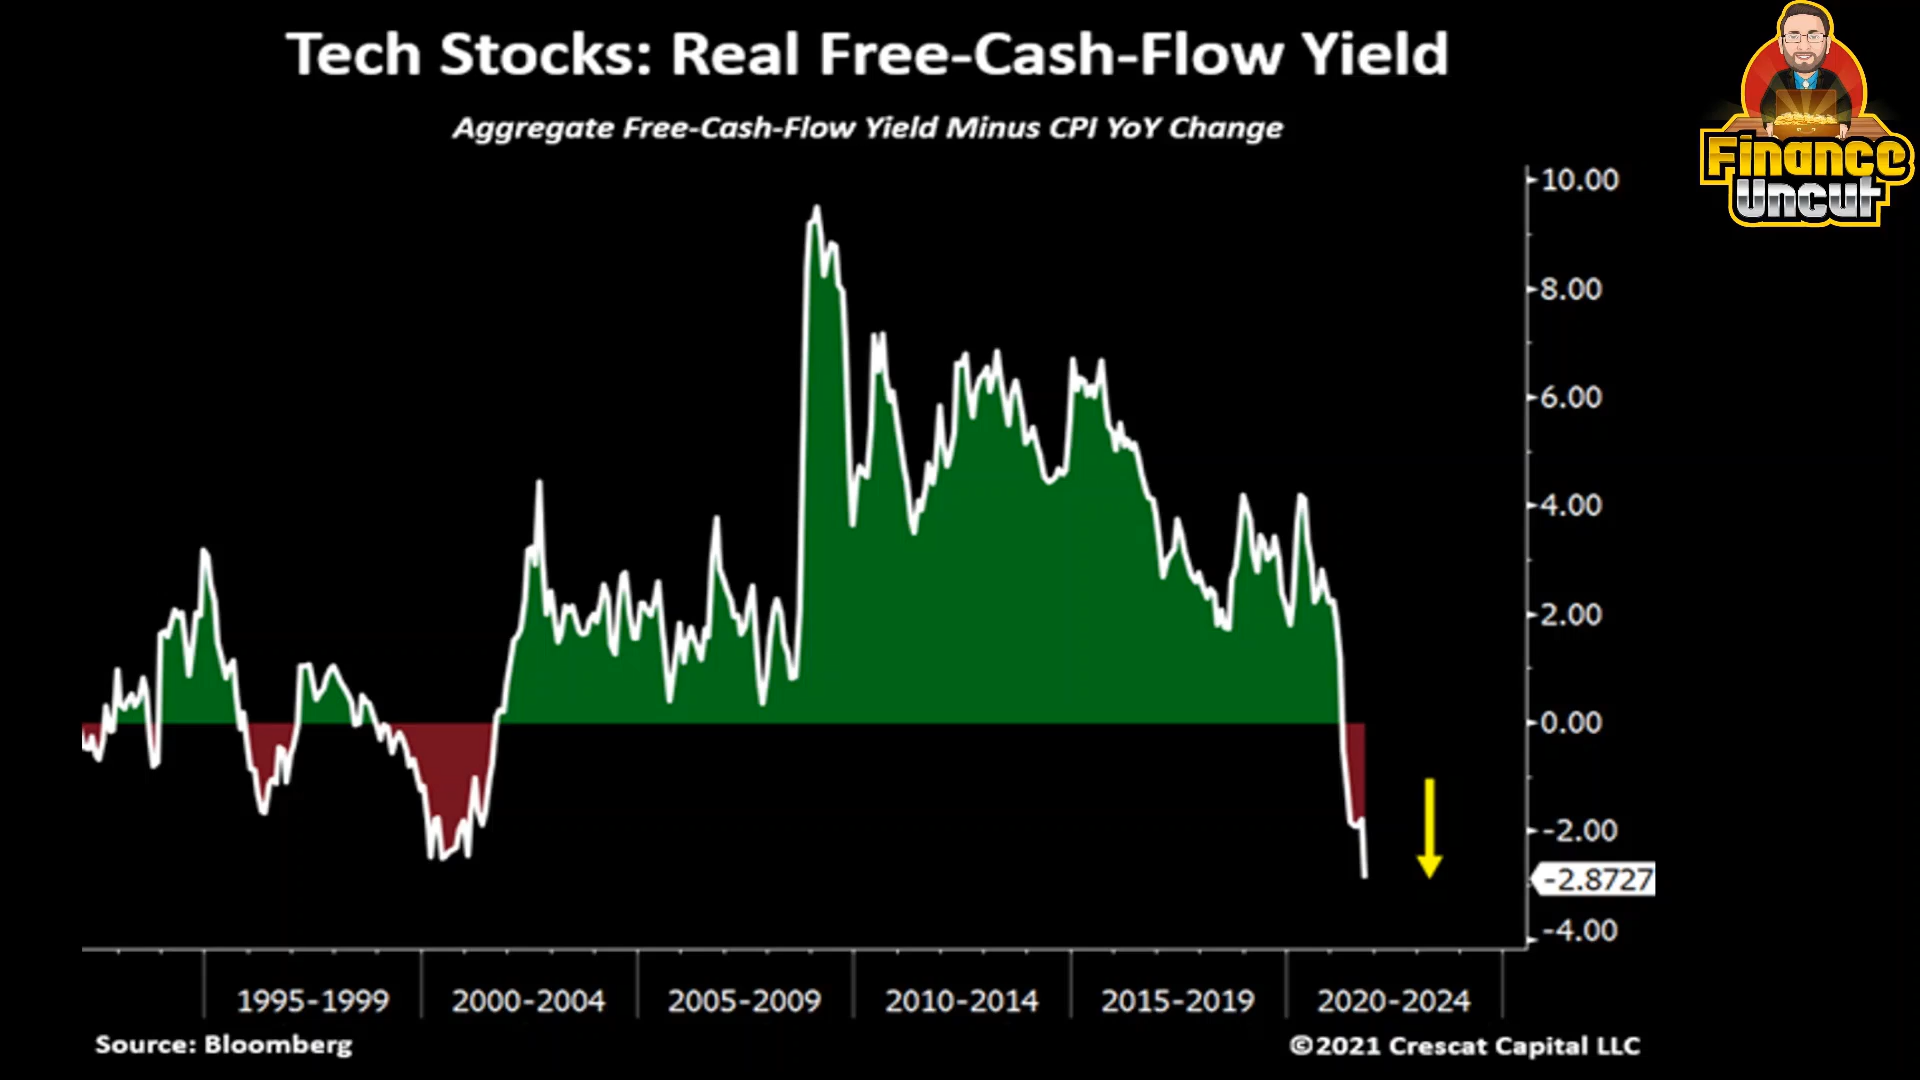 Tech Stocks: Real Free-Cash-Flow Yield
Aggregate Free-Cash-Flow Yield Minus CPI YoY Change
Finance
Uncut
10.00
8.00
6.00
4.00
2.00
0.00
-2.00
-2.8727
-4.00
1995-1999 2000-2004 2005-2009 2010-2014 2015-2019 2020-2024
Source: Bloomberg ©2021 Crescat Capital LLC